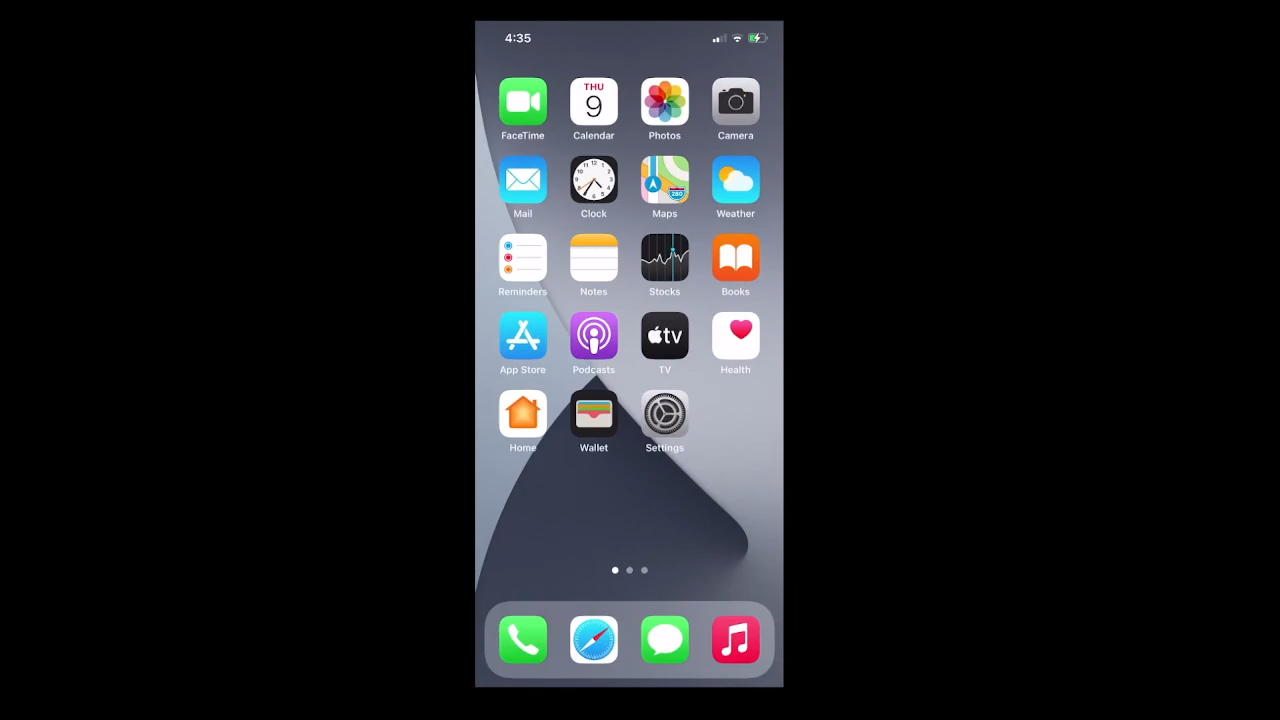 4:35
THU
9
FaceTime Calendar Photos Camera
280
Mail Clock Maps Weather
Reminders Notes Stocks Books
tv
App Store Podcasts TV Health
Home Wallet Settings